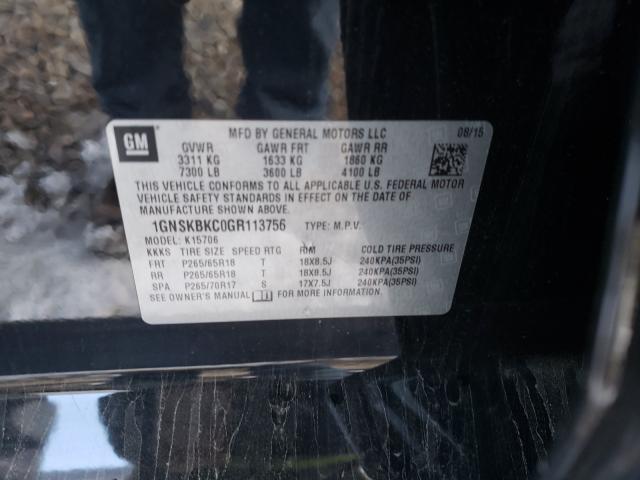 GM
MFD BY GENERAL MOTORS LLC 08/15
GVWR GAWR FRT GAWR RR
3311 KG 1633 KG 1860 KG
7300 LB 3600 LB 4100 LB
THIS VEHICLE CONFORMS TO ALL APPLICABLE U.S. FEDERAL MOTOR
VEHICLE SAFETY STANDARDS IN EFFECT ON THE DATE OF
MANUFACTURE SHOWN ABOVE.
1GNSKBKC0GR113756 TYPE: M.P.V.
MODEL: K15706
KKKS TIRE SIZE SPEED RTG RIM COLD TIRE PRESSURE
FRT P265/65R18 T 18X8.5J 240KPA(35PSI)
RR P265/65R18 T 18X8.5J 240KPA(35PSI)
SPA P265/70R17 S 17X7.5J 240KPA(35PSI)
SEE OWNER'S MANUAL FOR MORE INFORMATION.